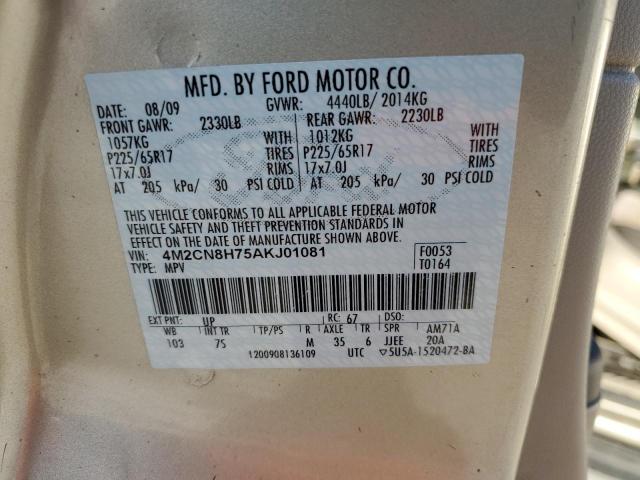 MFD. BY FORD MOTOR CO.
DATE: 08/09 GVWR: 4440LB/ 2014KG
FRONT GAWR: 2330LB REAR GAWR: 2230LB
1057KG WITH 1012KG WITH
P225/65R17 TIRES P225/65R17 TIRES
17x7.0J RIMS 17x7.0J RIMS
AT 205 kPa/ 30 PSI COLD AT 205 kPa/ 30 PSI COLD
THIS VEHICLE CONFORMS TO ALL APPLICABLE FEDERAL MOTOR
VEHICLE SAFETY AND THEFT PREVENTION STANDARDS IN
EFFECT ON THE DATE OF MANUFACTURE SHOWN ABOVE.
VIN: 4M2CN8H75AKJ01081 F0053
TYPE: MPV T0164
EXT PNT: UP RC: 67 DSO:
WB INT TR TP/PS R AXLE TR SPR AM71A
103 7S M 35 6 JJEE 20A
1200908136109 UTC ▽5U5A-1520472-BA